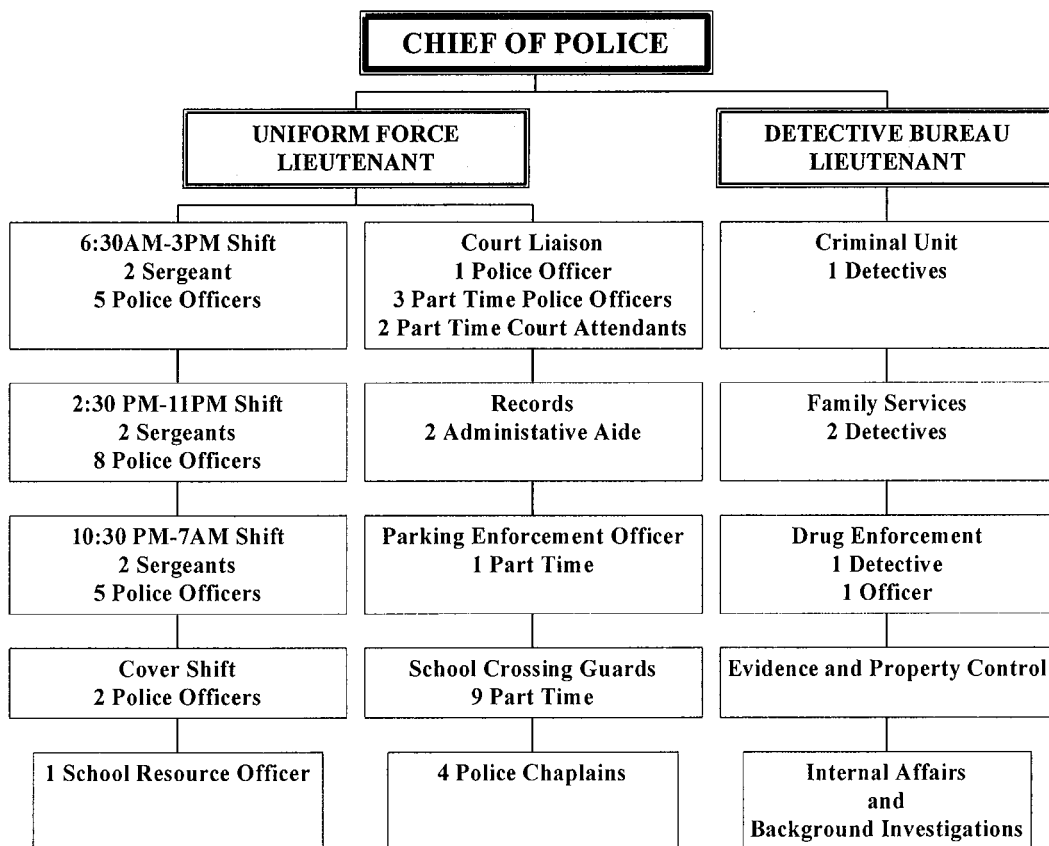 CHIEF OF POLICE
UNIFORM FORCE
LIEUTENANT
DETECTIVE BUREAU
LIEUTENANT
6:30AM-3PM Shift
2 Sergeant
5 Police Officers
2:30 PM-11PM Shift
2 Sergeants
8 Police Officers
10:30 PM-7AM Shift
2 Sergeants
5 Police Officers
Cover Shift
2 Police Officers
1 School Resource Officer
Court Liaison
1 Police Officer
3 Part Time Police Officers
2 Part Time Court Attendants
Records
2 Administative Aide
Parking Enforcement Officer
1 Part Time
School Crossing Guards
9 Part Time
4 Police Chaplains
Criminal Unit
1 Detectives
Family Services
2 Detectives
Drug Enforcement
1 Detective
1 Officer
Evidence and Property Control
Internal Affairs
and
Background Investigations